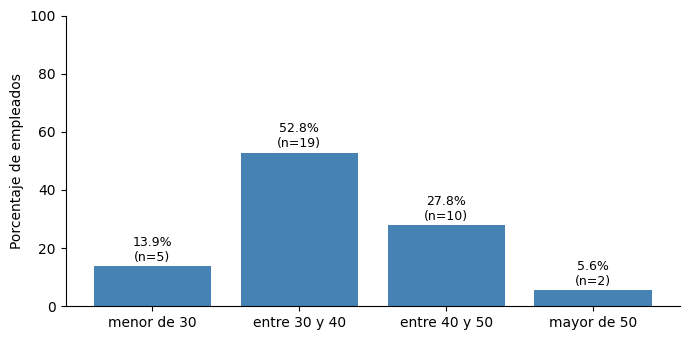 Porcentaje de empleados
100
80
60
40
20
0
13.9%
(n=5)
52.8%
(n=19)
27.8%
(n=10)
5.6%
(n=2)
menor de 30
entre 30 y 40
entre 40 y 50
mayor de 50